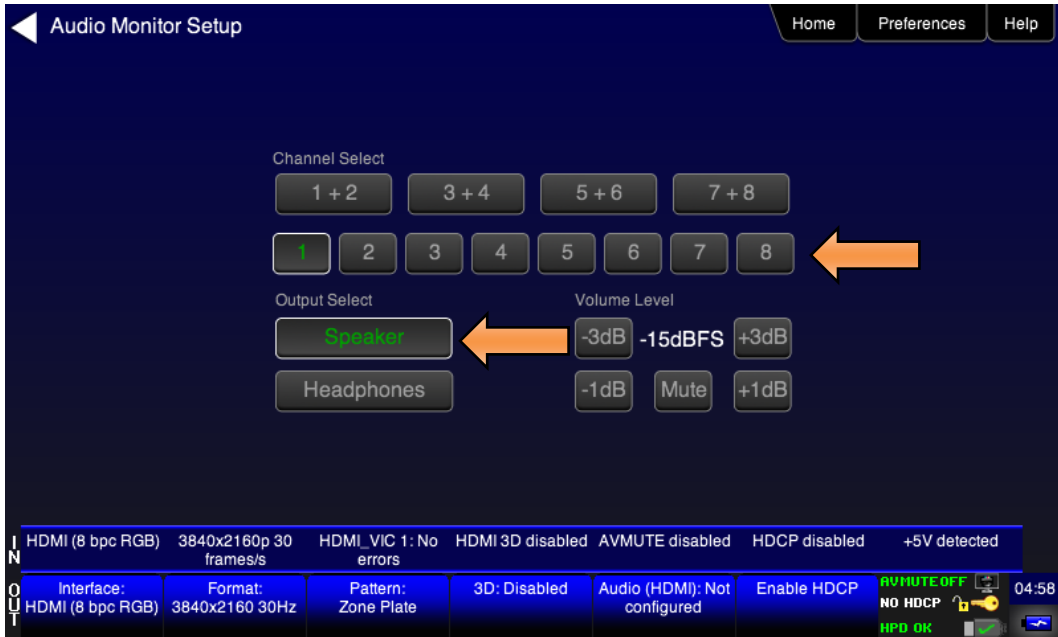 Audio Monitor Setup
Home
Preferences
Help
Channel Select
1 + 2
3 + 4
5 + 6
7 + 8
1
2
3
4
5
6
7
8
Output Select
Volume Level
Speaker
-3dB
-15dBFS
+3dB
Headphones
-1dB
Mute
+1dB
IN
HDMI (8 bpc RGB)
3840x2160p 30
frames/s
HDMI_VIC 1: No
errors
HDMI 3D disabled
AVMUTE disabled
HDCP disabled
+5V detected
OUT
Interface:
HDMI (8 bpc RGB)
Format:
3840x2160 30Hz
Pattern:
Zone Plate
3D: Disabled
Audio (HDMI): Not
configured
Enable HDCP
AVMUTEOFF
NO HDCP
HPD OK
04:58